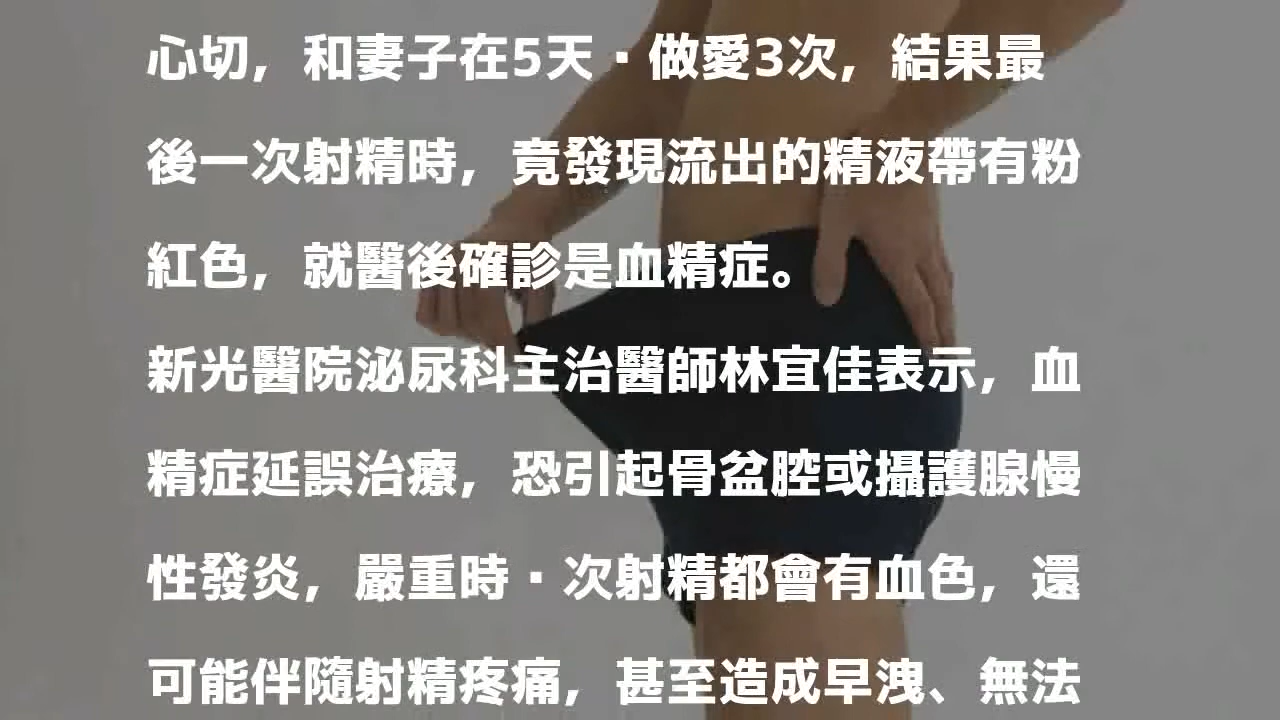 心切，和妻子在5天▪做愛3次，結果最
後一次射精時，竟發現流出的精液帶有粉
紅色，就醫後確診是血精症。
新光醫院泌尿科主治醫師林宜佳表示，血
精症延誤治療，恐引起骨盆腔或攝護腺慢
性發炎，嚴重時▪次射精都會有血色，還
可能伴隨射精疼痛，甚至造成早洩、無法